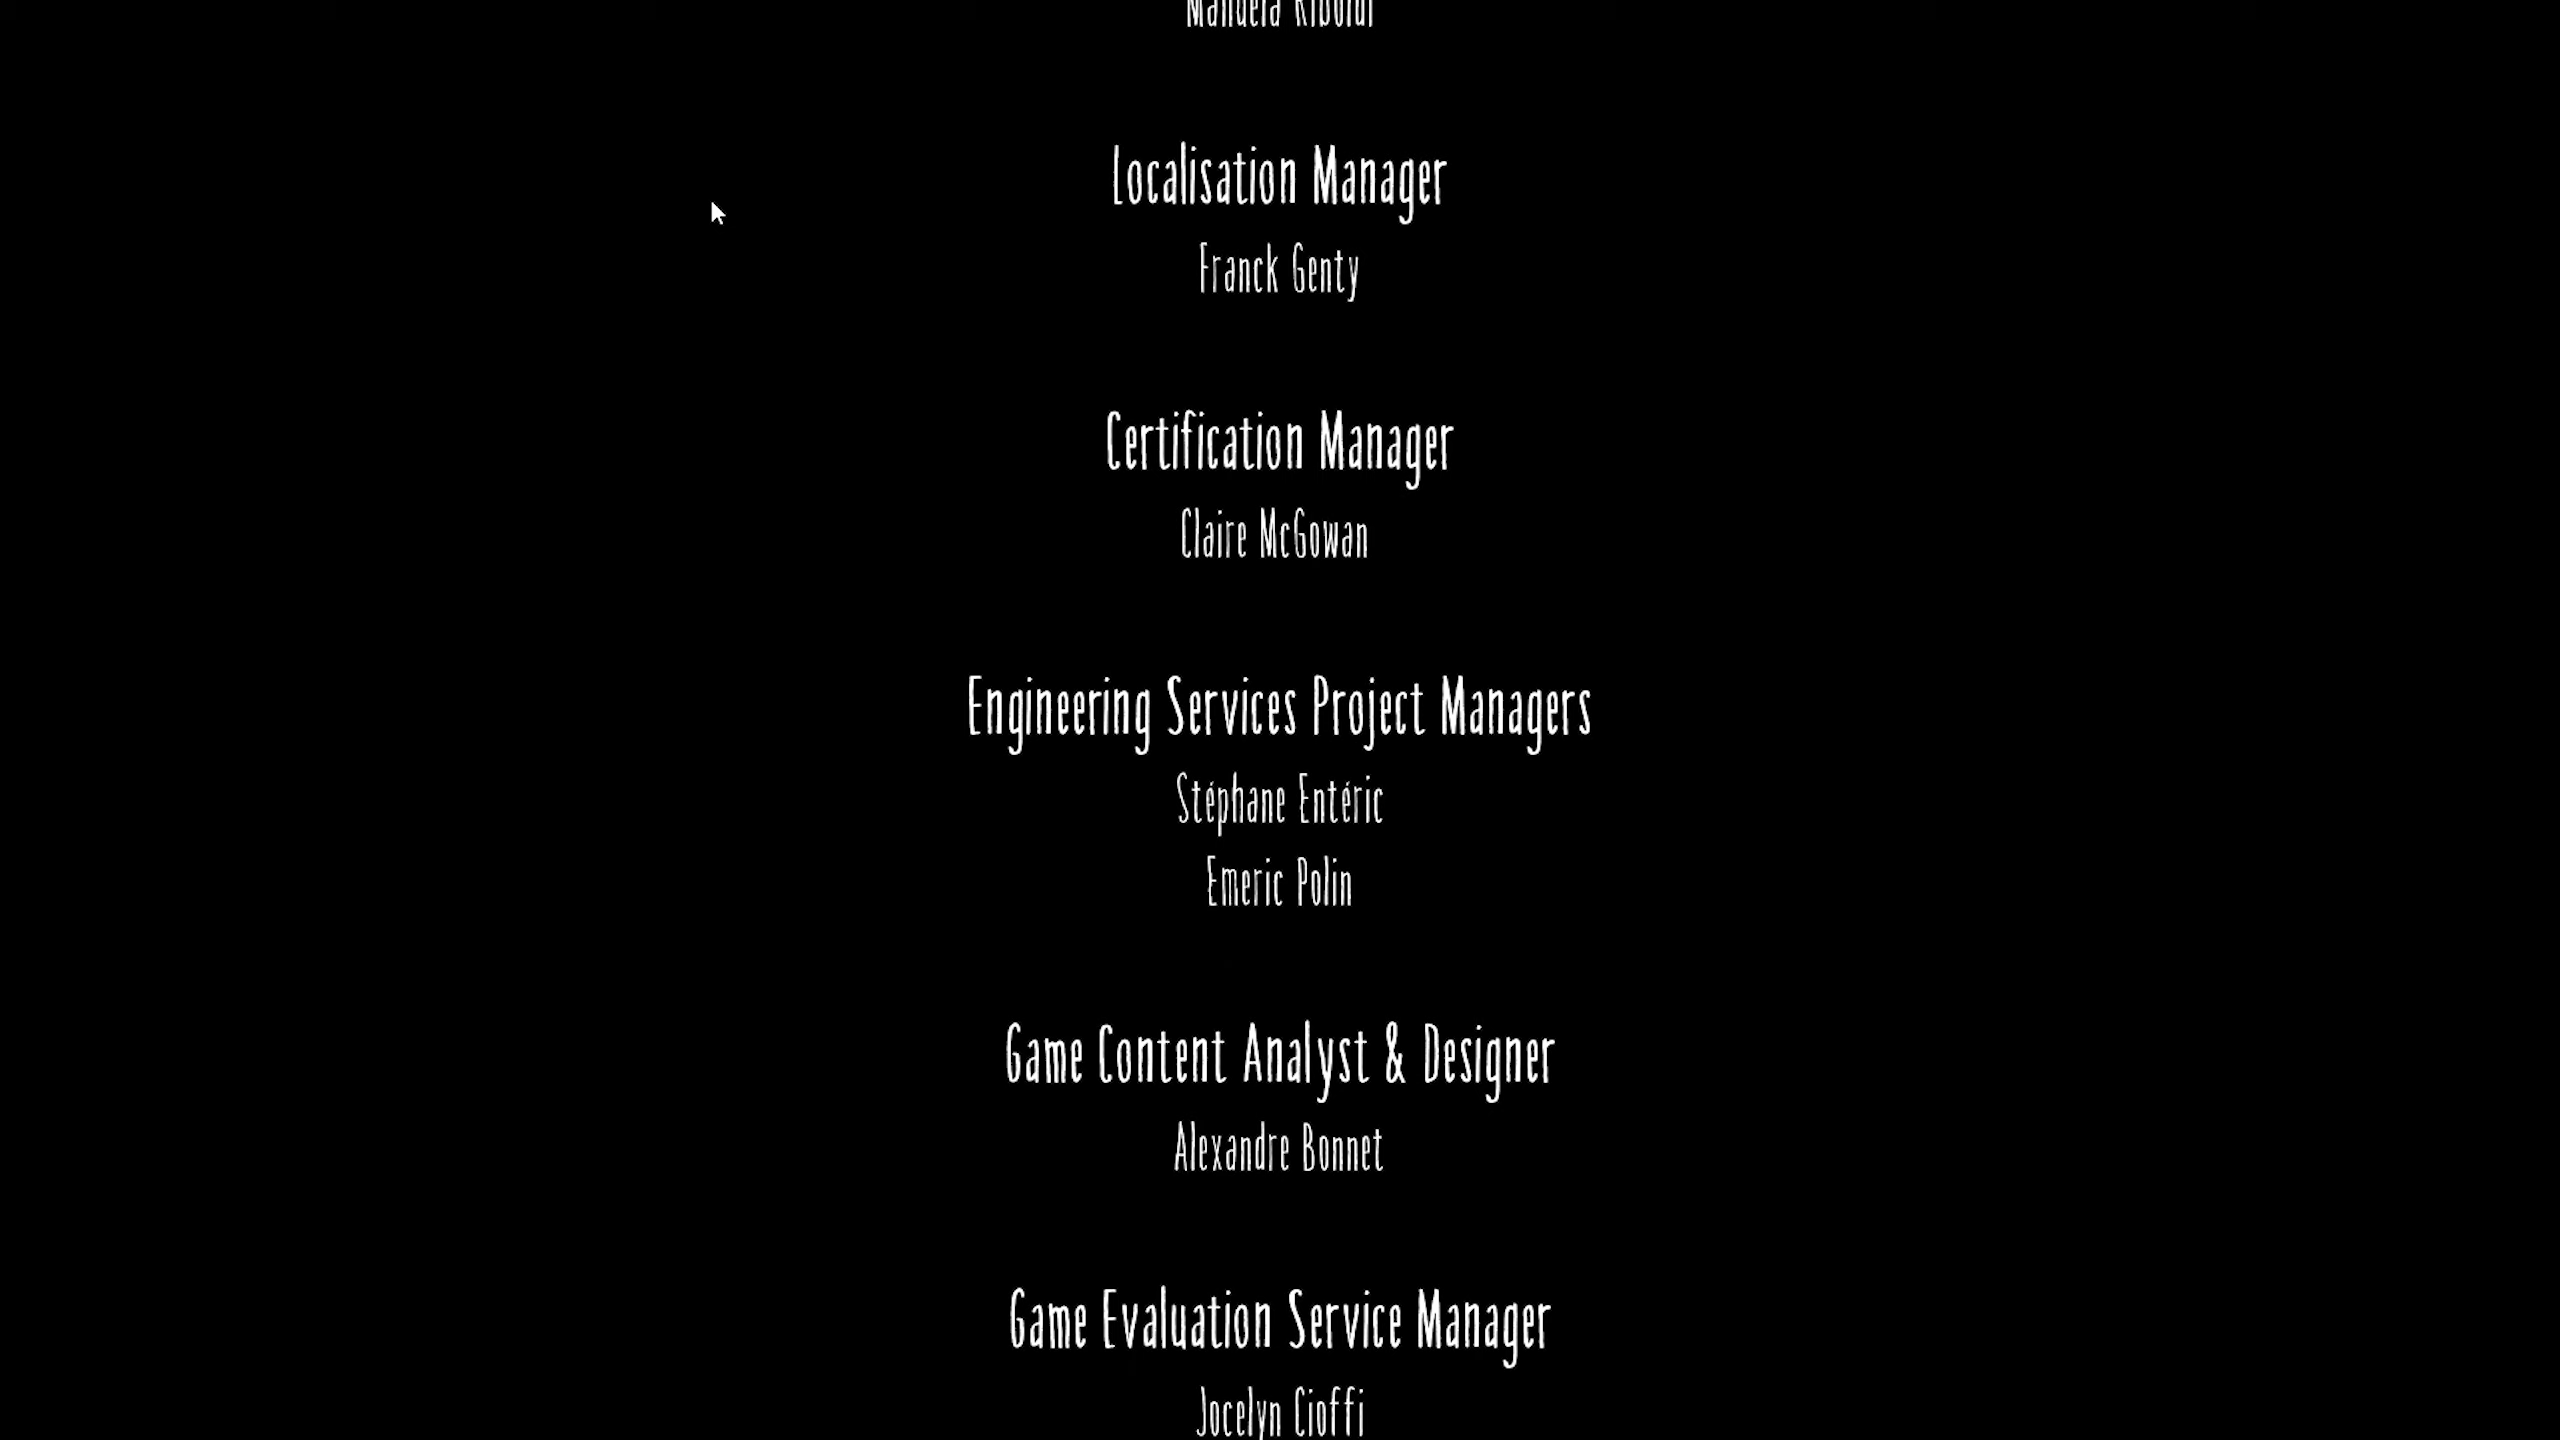 Localisation Manager
Franck Genty
Certification Manager
Claire McGowan
Engineering Services Project Managers
Stéphane Entéric
Emeric Polin
Game Content Analyst & Designer
Alexandre Bonnet
Game Evaluation Service Manager
Jocelyn Cioffi